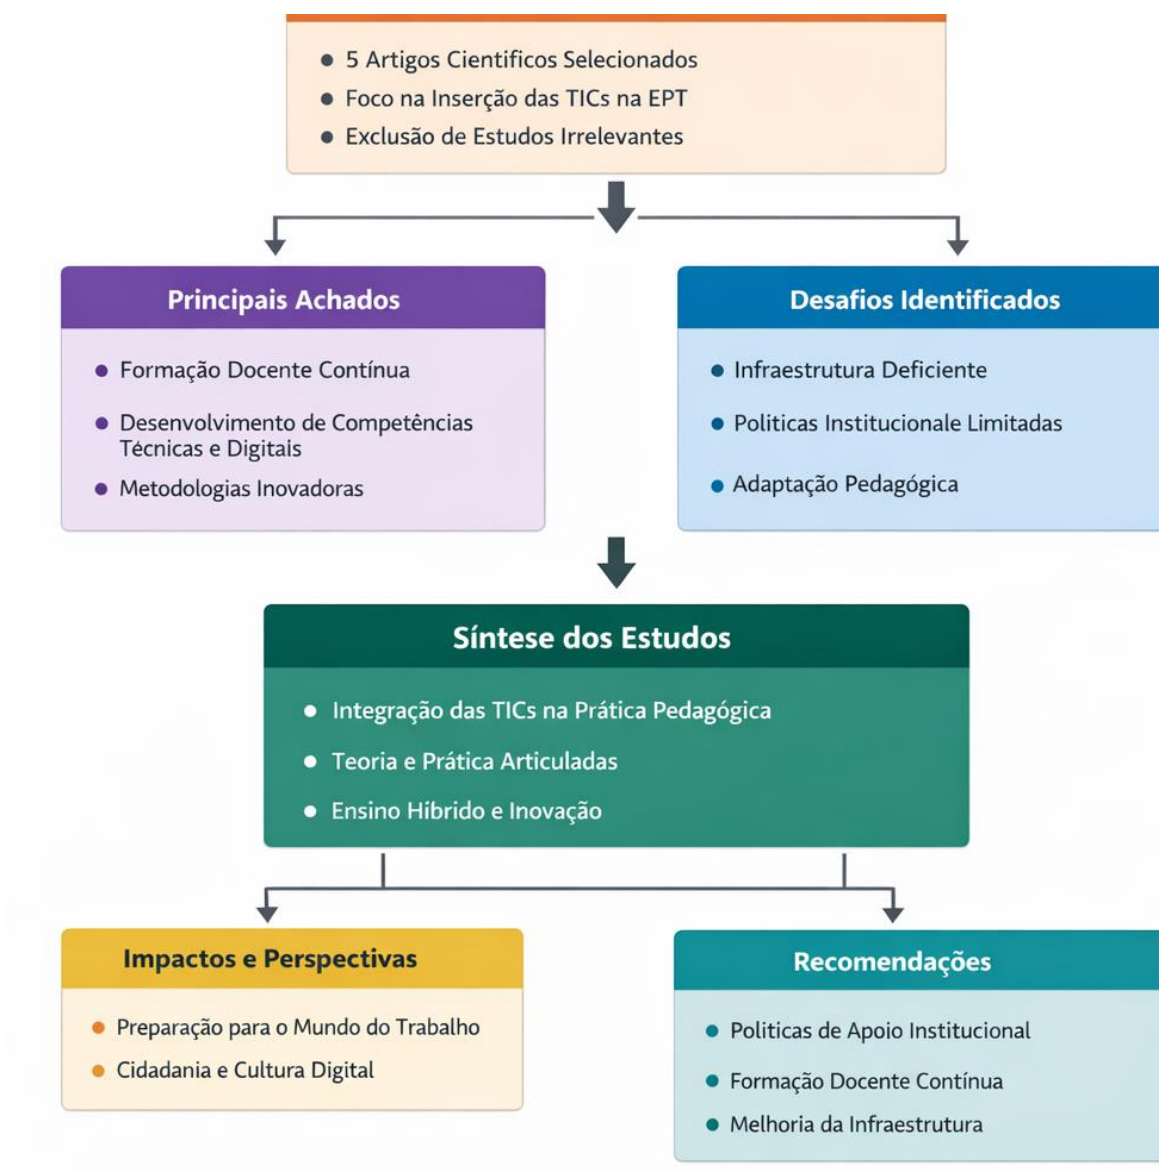 • 5 Artigos Científicos Selecionados
• Foco na Inserção das TICs na EPT
• Exclusão de Estudos Irrelevantes
Principais Achados
• Formação Docente Contínua
• Desenvolvimento de Competências
Técnicas e Digitais
• Metodologias Inovadoras
Desafios Identificados
• Infraestrutura Deficiente
• Politicas Institucionale Limitadas
• Adaptação Pedagógica
Síntese dos Estudos
• Integração das TICs na Prática Pedagógica
• Teoria e Prática Articuladas
• Ensino Híbrido e Inovação
Impactos e Perspectivas
• Preparação para o Mundo do Trabalho
• Cidadania e Cultura Digital
Recomendações
• Politicas de Apoio Institucional
• Formação Docente Contínua
• Melhoria da Infraestrutura